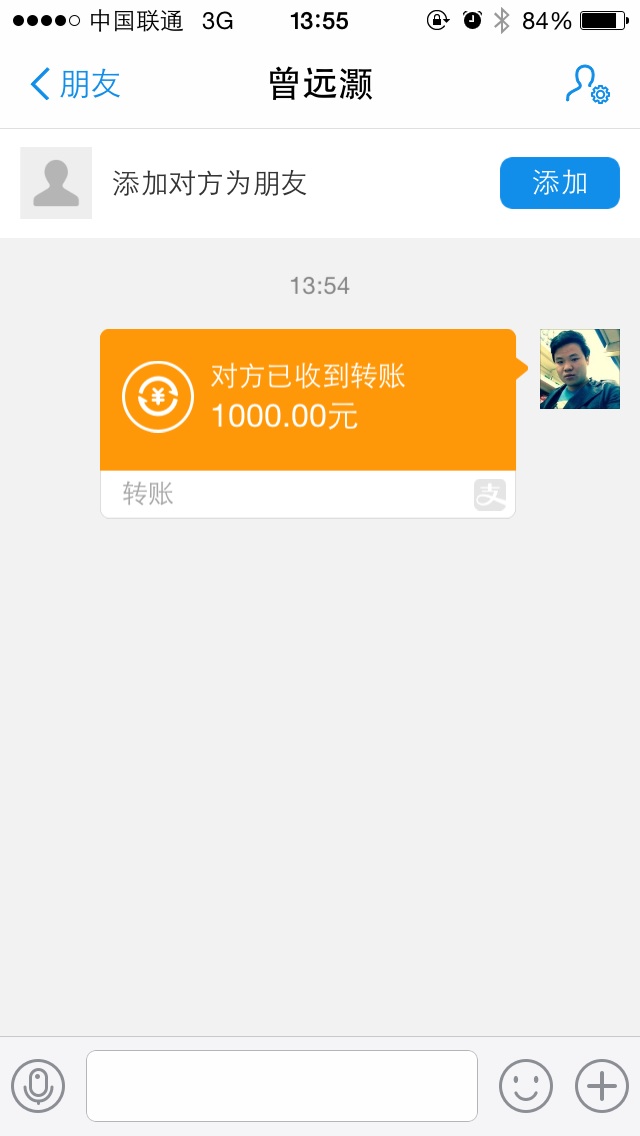 中国联通 3G 13:55 84%
朋友 曾远灏
添加对方为朋友 添加
13:54
¥ 对方已收到转账
1000.00元
转账 支